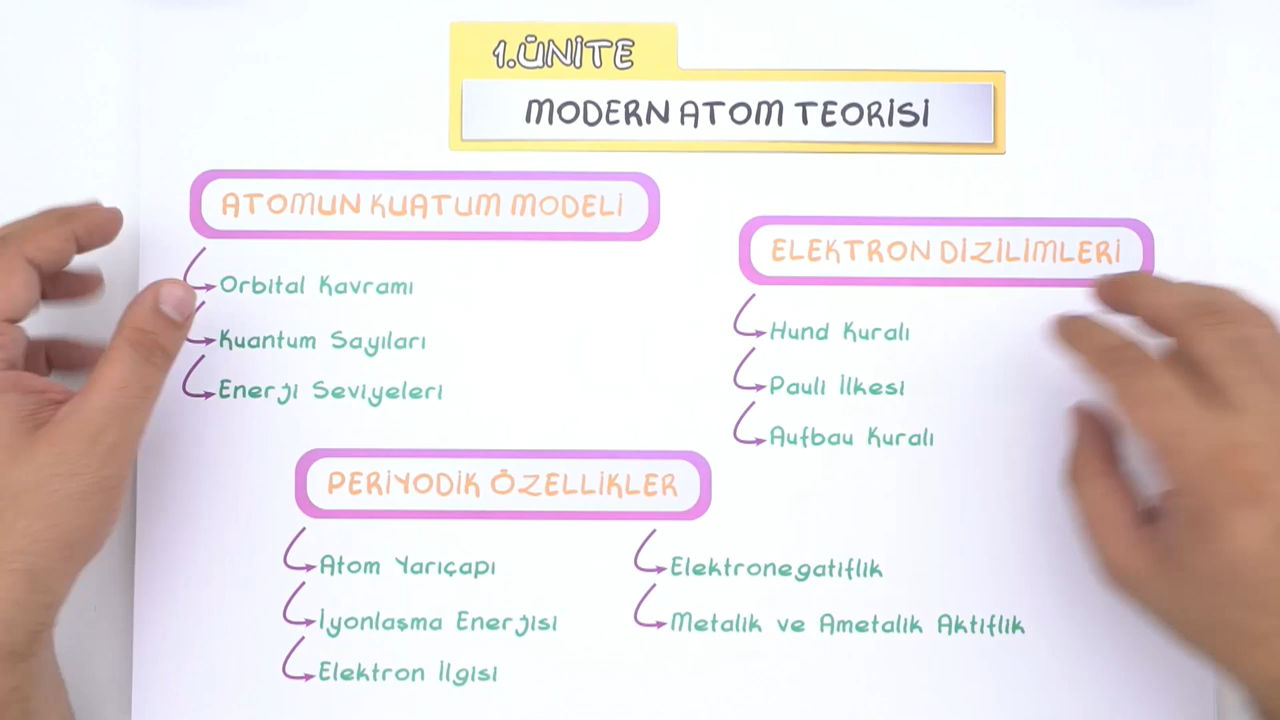 1.ÜNİTE
MODERN ATOM TEORİSİ
ATOMUN KUATUM MODELİ
Orbital Kavramı
Kuantum Sayıları
Enerji Seviyeleri
ELEKTRON DİZİLİMLERİ
Hund Kuralı
Pauli İlkesi
Aufbau Kuralı
PERİYODİK ÖZELLİKLER
Atom Yarıçapı
İyonlaşma Enerjisi
Elektron İlgisi
Elektronegatiflik
Metalik ve Ametalik Aktiflik